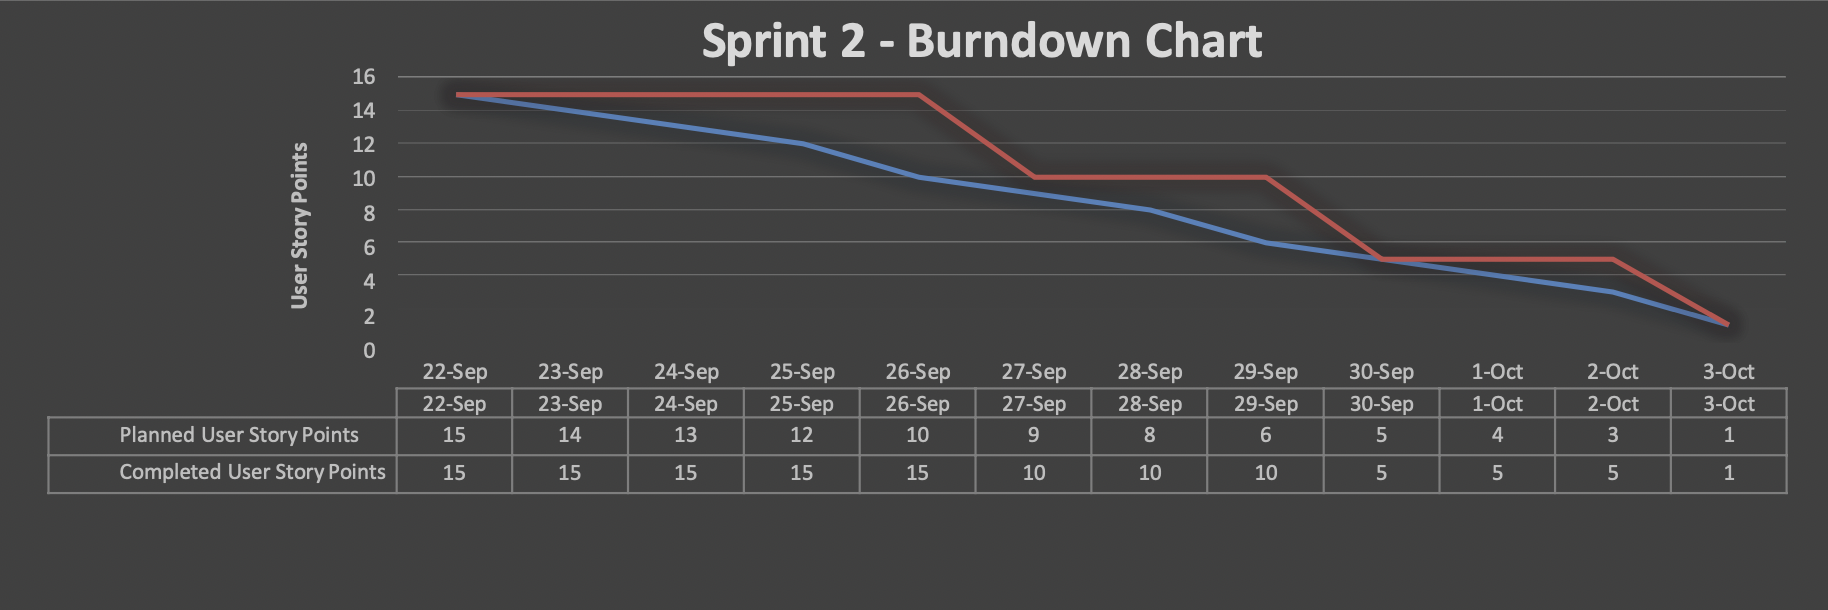 Sprint 2 - Burndown Chart
16
14
12
10
8
6
4
2
0
User Story Points
22-Sep 23-Sep 24-Sep 25-Sep 26-Sep 27-Sep 28-Sep 29-Sep 30-Sep 1-Oct 2-Oct 3-Oct
22-Sep 23-Sep 24-Sep 25-Sep 26-Sep 27-Sep 28-Sep 29-Sep 30-Sep 1-Oct 2-Oct 3-Oct
Planned User Story Points 15 14 13 12 10 9 8 6 5 4 3 1
Completed User Story Points 15 15 15 15 15 10 10 10 5 5 5 1